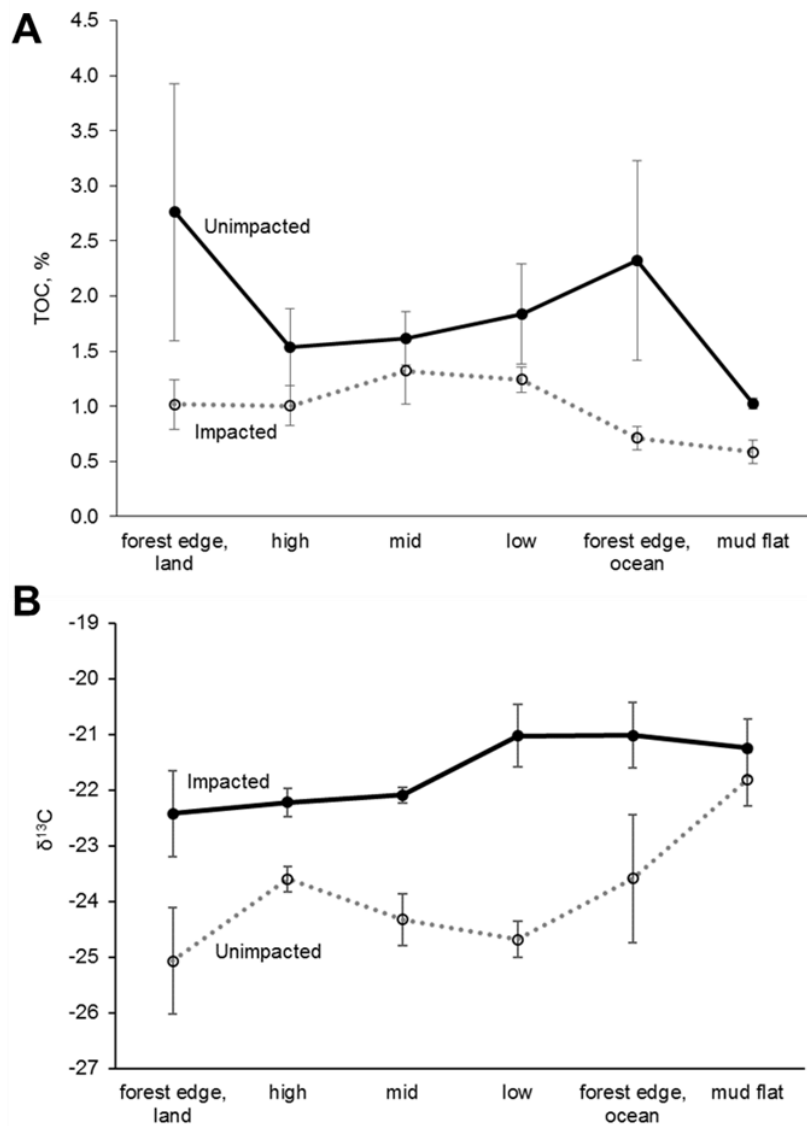 A
4.5
4.0
3.5
3.0
2.5
2.0
1.5
1.0
0.5
0.0
TOC, %
Unimpacted
Impacted
forest edge, land
high
mid
low
forest edge, ocean
mud flat
B
-19
-20
-21
-22
-23
-24
-25
-26
-27
δ¹³C
Impacted
Unimpacted
forest edge, land
high
mid
low
forest edge, ocean
mud flat